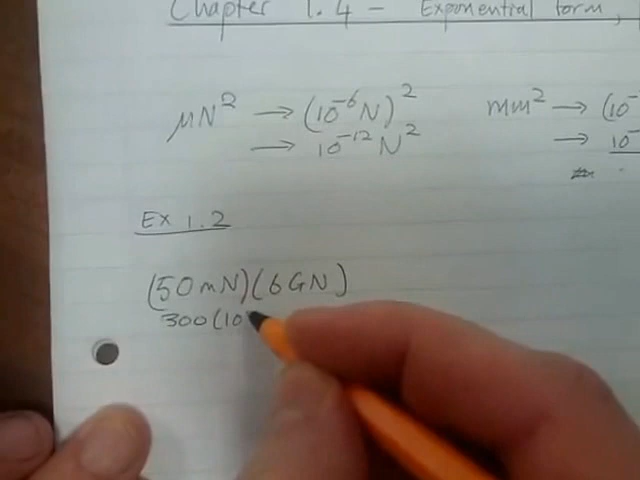 Chapter 1.4 - Exponential form,
μN² → (10⁻⁶N)² mm² → (10⁻
→ 10⁻¹²N² → 10⁻
Ex 1.2
(50mN)(6GN)
300(10